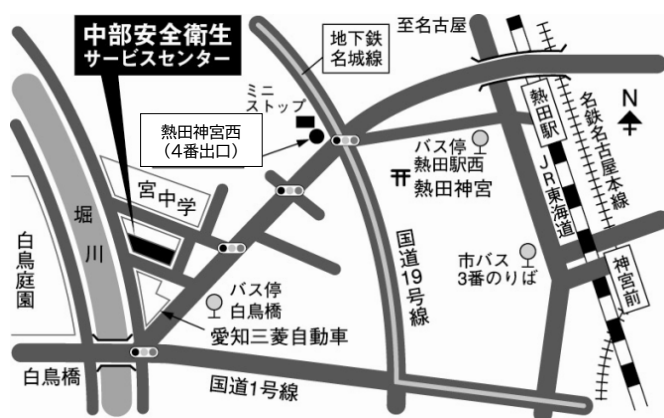 中部安全衛生
サービスセンター
地下鉄
名城線
至名古屋
ミニ
ストップ
熱田神宮西
（4番出口）
熱田駅
名鉄名古屋本線
N
バス停
熱田駅西
熱田神宮
JR東海道
宮中学
堀川
白鳥庭園
国道19号線
市バス
3番のりば
神宮前
バス停
白鳥橋
愛知三菱自動車
白鳥橋
国道1号線